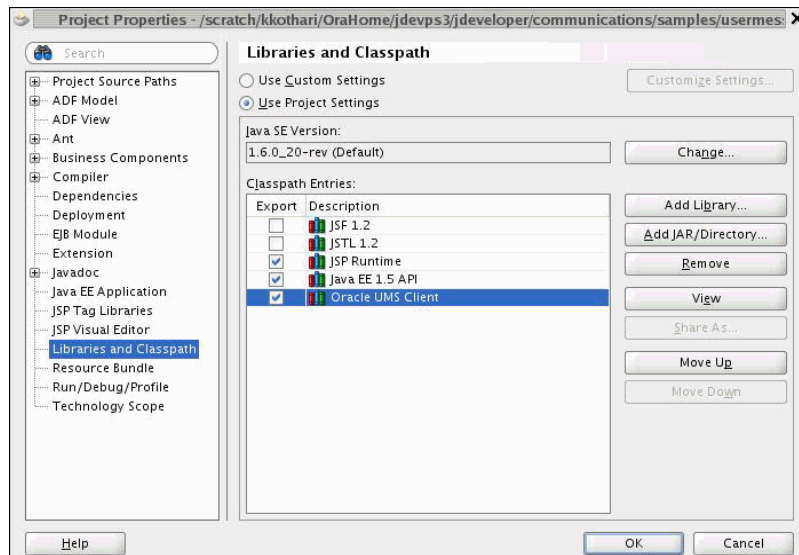 Project Properties - /scratch/kkothari/OraHome/jdevps3/jdeveloper/communications/samples/usermes
Search
Project Source Paths
ADF Model
ADF View
Ant
Business Components
Compiler
Dependencies
Deployment
EJB Module
Extension
Javadoc
Java EE Application
JSP Tag Libraries
JSP Visual Editor
Libraries and Classpath
Resource Bundle
Run/Debug/Profile
Technology Scope
Libraries and Classpath
Use Custom Settings
Customize Settings...
Use Project Settings
Java SE Version:
1.6.0_20-rev (Default)
Change...
Classpath Entries:
Export Description
JSF 1.2
JSTL 1.2
JSP Runtime
Java EE 1.5 API
Oracle UMS Client
Add Library...
Add JAR/Directory...
Remove
View
Share As...
Move Up
Move Down
Help
OK
Cancel